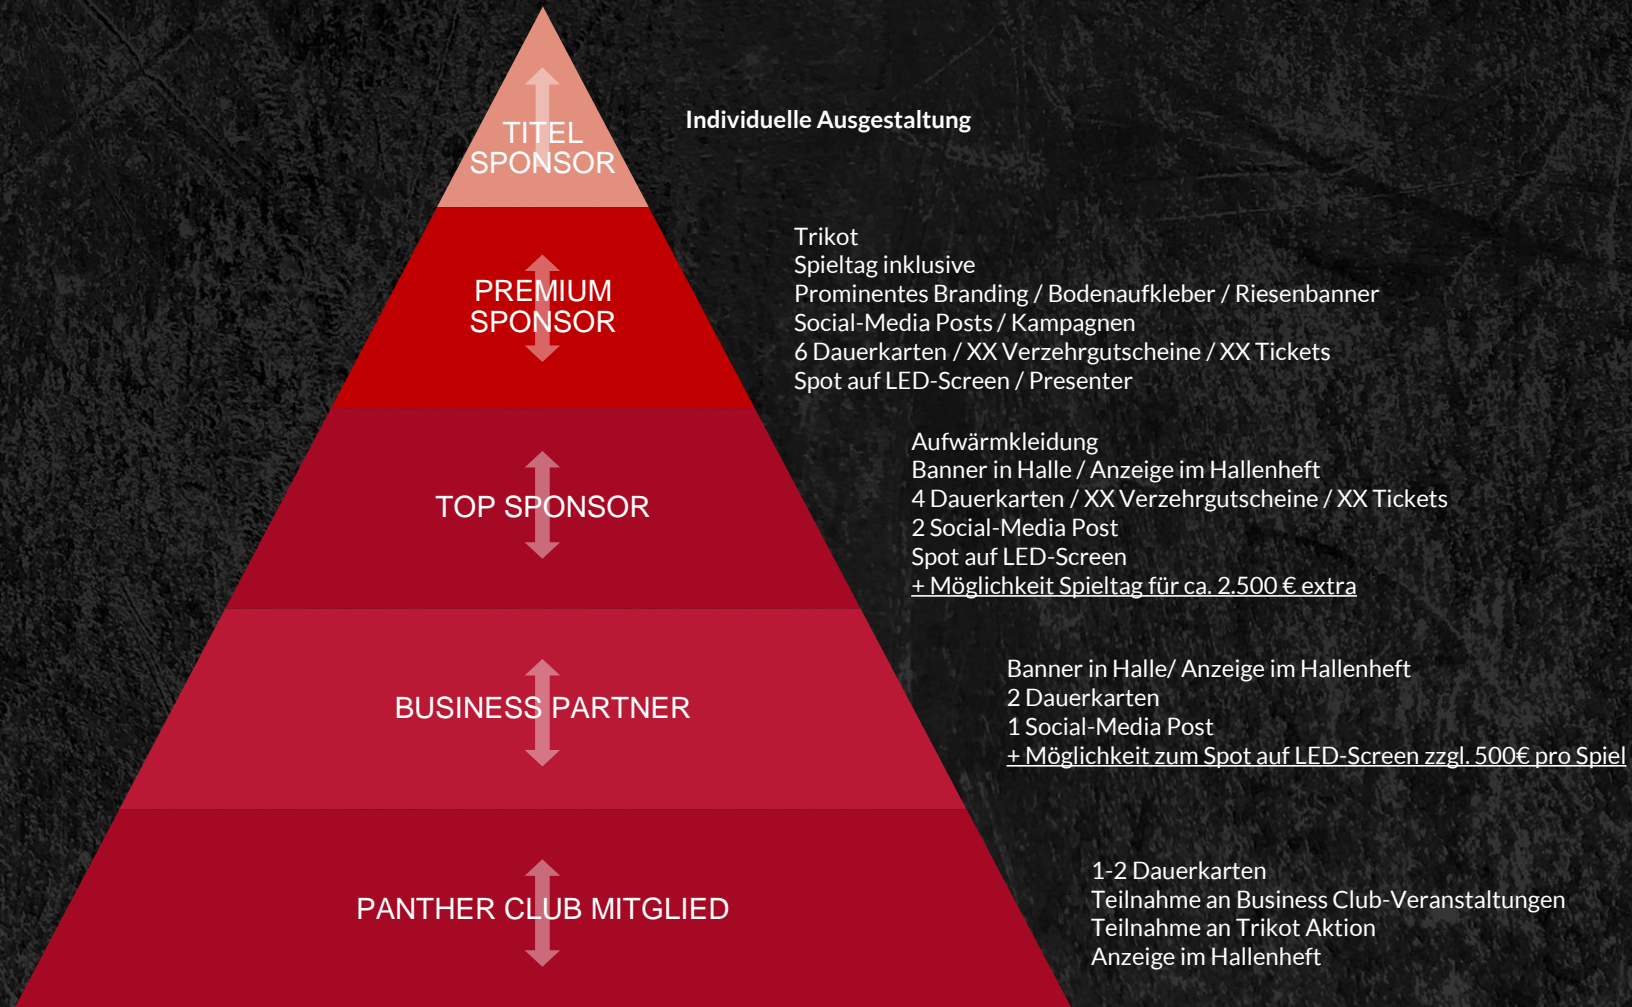 TITEL
SPONSOR
Individuelle Ausgestaltung
PREMIUM
SPONSOR
Trikot
Spieltag inklusive
Prominentes Branding / Bodenaufkleber / Riesenbanner
Social-Media Posts / Kampagnen
6 Dauerkarten / XX Verzehrgutscheine / XX Tickets
Spot auf LED-Screen / Presenter
TOP SPONSOR
Aufwärmkleidung
Banner in Halle / Anzeige im Hallenheft
4 Dauerkarten / XX Verzehrgutscheine / XX Tickets
2 Social-Media Post
Spot auf LED-Screen
+ Möglichkeit Spieltag für ca. 2.500 € extra
BUSINESS PARTNER
Banner in Halle/ Anzeige im Hallenheft
2 Dauerkarten
1 Social-Media Post
+ Möglichkeit zum Spot auf LED-Screen zzgl. 500€ pro Spiel
PANTHER CLUB MITGLIED
1-2 Dauerkarten
Teilnahme an Business Club-Veranstaltungen
Teilnahme an Trikot Aktion
Anzeige im Hallenheft